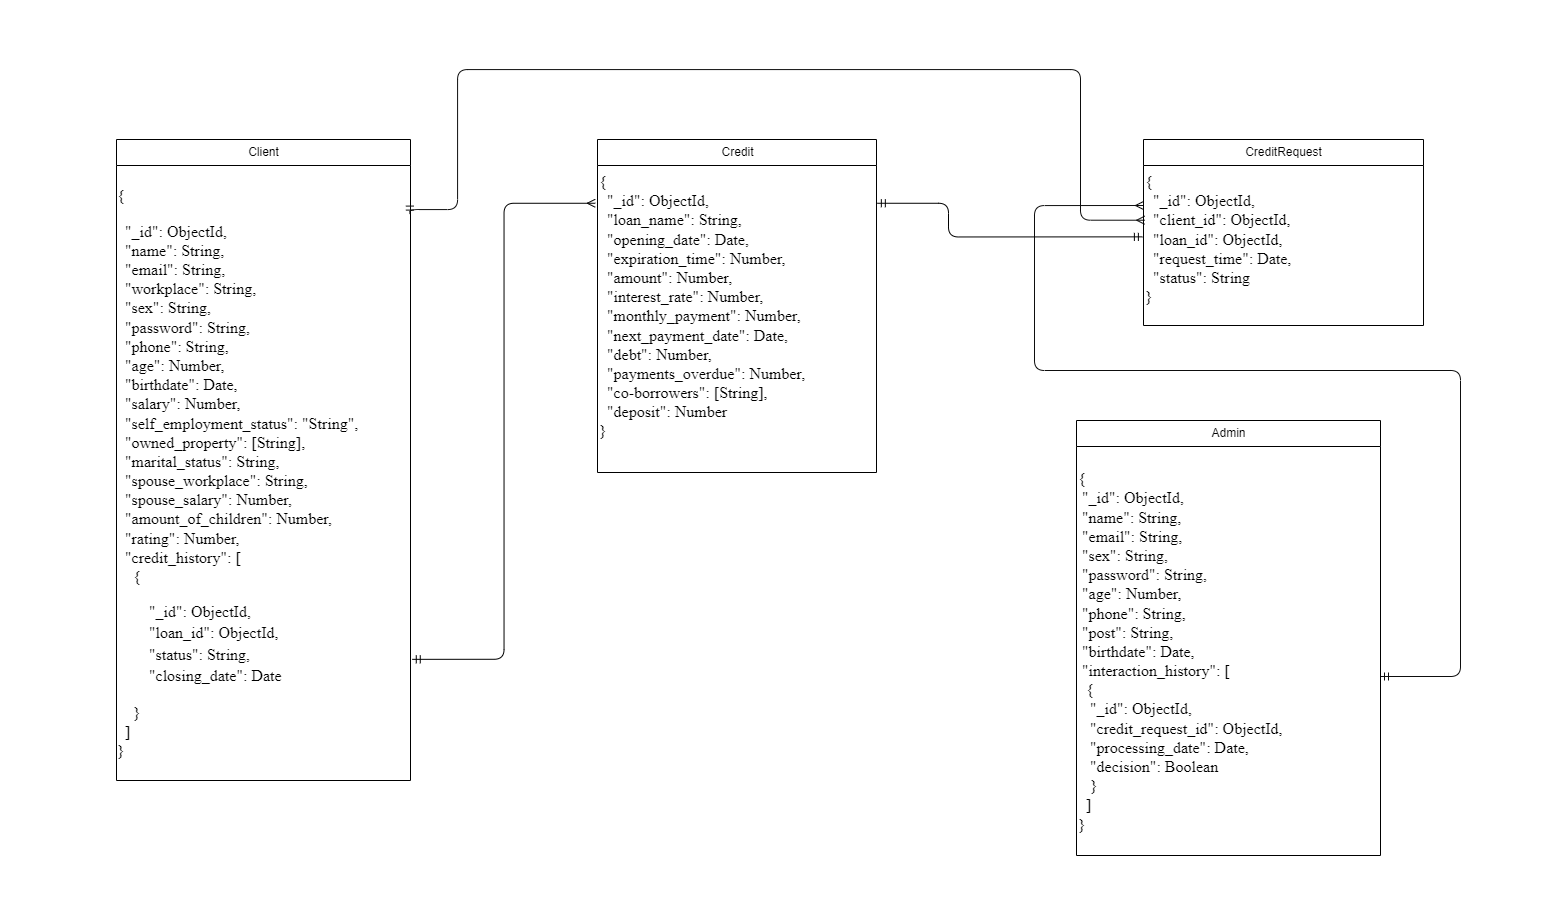 Client
{
"_id": ObjectId,
"name": String,
"email": String,
"workplace": String,
"sex": String,
"password": String,
"phone": String,
"age": Number,
"birthdate": Date,
"salary": Number,
"self_employment_status": "String",
"owned_property": [String],
"marital_status": String,
"spouse_workplace": String,
"spouse_salary": Number,
"amount_of_children": Number,
"rating": Number,
"credit_history": [
{
"_id": ObjectId,
"loan_id": ObjectId,
"status": String,
"closing_date": Date
}
]
}
Credit
{
"_id": ObjectId,
"loan_name": String,
"opening_date": Date,
"expiration_time": Number,
"amount": Number,
"interest_rate": Number,
"monthly_payment": Number,
"next_payment_date": Date,
"debt": Number,
"payments_overdue": Number,
"co-borrowers": [String],
"deposit": Number
}
CreditRequest
{
"_id": ObjectId,
"client_id": ObjectId,
"loan_id": ObjectId,
"request_time": Date,
"status": String
}
Admin
{
"_id": ObjectId,
"name": String,
"email": String,
"sex": String,
"password": String,
"age": Number,
"phone": String,
"post": String,
"birthdate": Date,
"interaction_history": [
{
"_id": ObjectId,
"credit_request_id": ObjectId,
"processing_date": Date,
"decision": Boolean
}
]
}